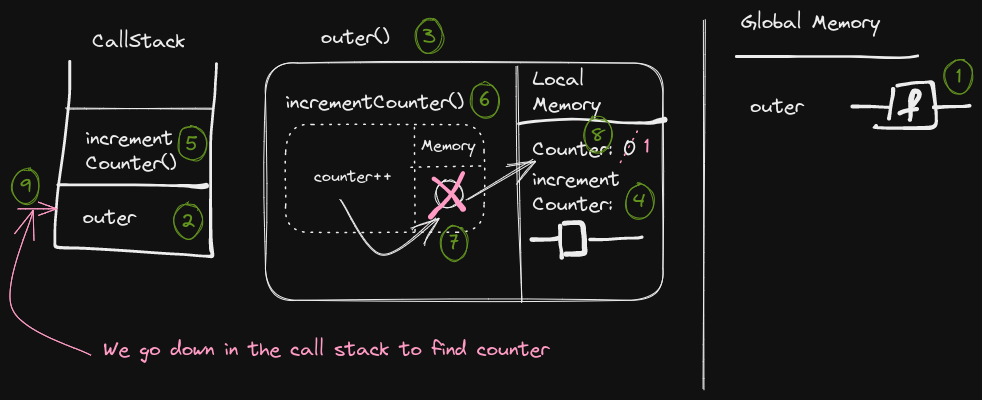 CallStack
increment
Counter()
5
outer
2
9
outer()
3
incrementCounter()
6
counter++
Memory
7
Local
Memory
8
Counter: 0 1
increment
Counter:
4
We go down in the call stack to find counter
Global Memory
outer
f
1